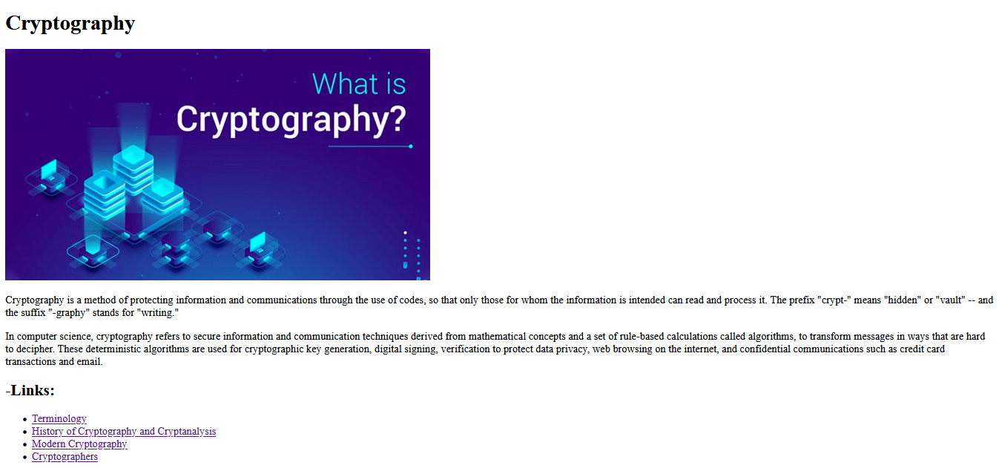 Cryptography
What is
Cryptography?
Cryptography is a method of protecting information and communications through the use of codes, so that only those for whom the information is intended can read and process it. The prefix "crypt-" means "hidden" or "vault" -- and
the suffix "-graphy" stands for "writing."
In computer science, cryptography refers to secure information and communication techniques derived from mathematical concepts and a set of rule-based calculations called algorithms, to transform messages in ways that are hard
to decipher. These deterministic algorithms are used for cryptographic key generation, digital signing, verification to protect data privacy, web browsing on the internet, and confidential communications such as credit card
transactions and email.
-Links:
• Terminology
• History of Cryptography and Cryptanalysis
• Modern Cryptography
• Cryptographers